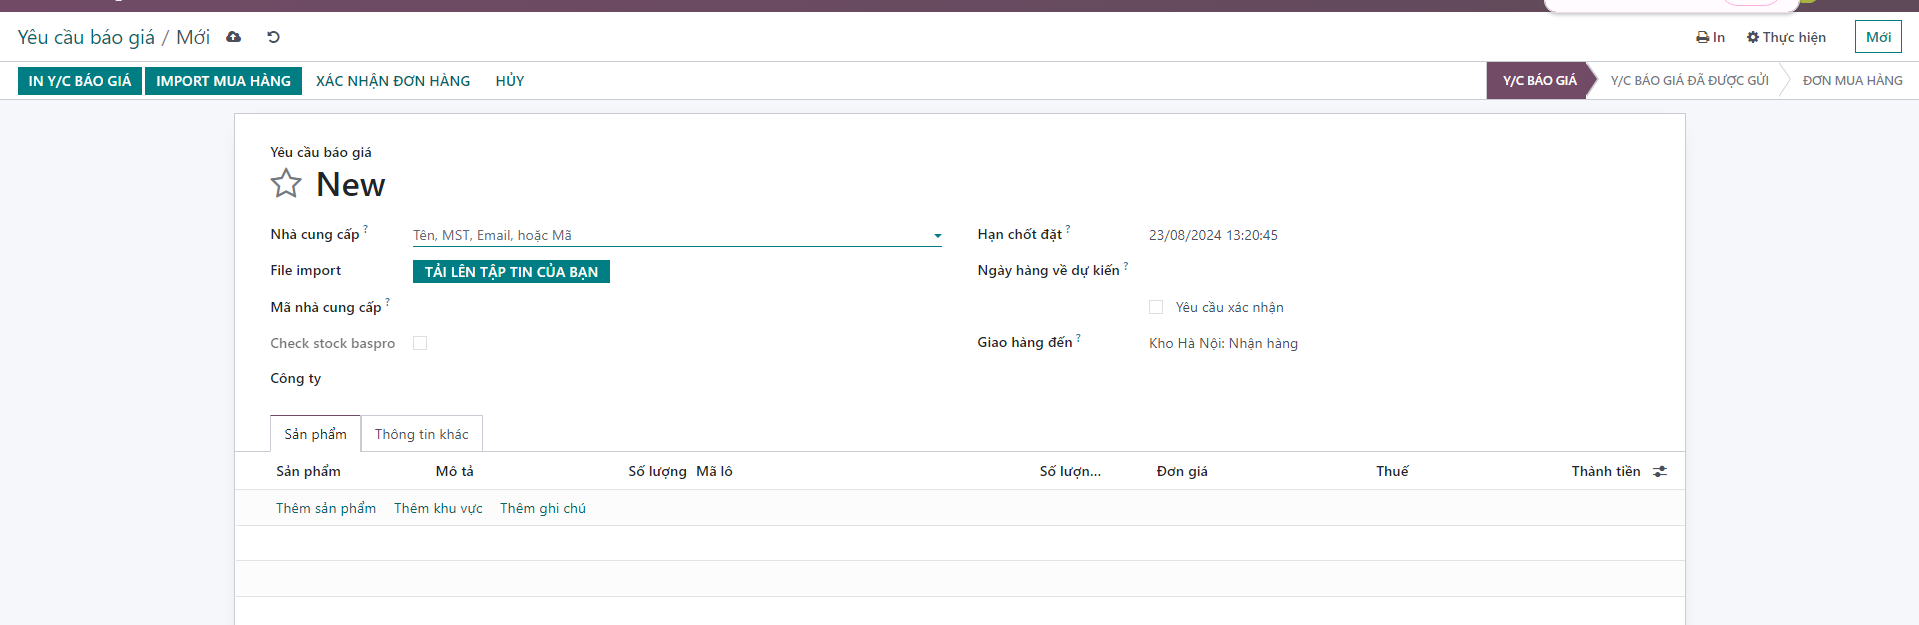 Yêu cầu báo giá / Mới
In Thực hiện Mới
IN Y/C BÁO GIÁ IMPORT MUA HÀNG XÁC NHẬN ĐƠN HÀNG HỦY
Y/C BÁO GIÁ Y/C BÁO GIÁ ĐÃ ĐƯỢC GỬI ĐƠN MUA HÀNG
Yêu cầu báo giá
New
Nhà cung cấp ? Tên, MST, Email, hoặc Mã
Hạn chốt đặt ? 23/08/2024 13:20:45
File import TẢI LÊN TẬP TIN CỦA BẠN
Ngày hàng về dự kiến ?
Mã nhà cung cấp ?
Yêu cầu xác nhận
Check stock baspro
Giao hàng đến ? Kho Hà Nội: Nhận hàng
Công ty
Sản phẩm Thông tin khác
Sản phẩm Mô tả Số lượng Mã lô Số lượn... Đơn giá Thuế Thành tiền
Thêm sản phẩm Thêm khu vực Thêm ghi chú